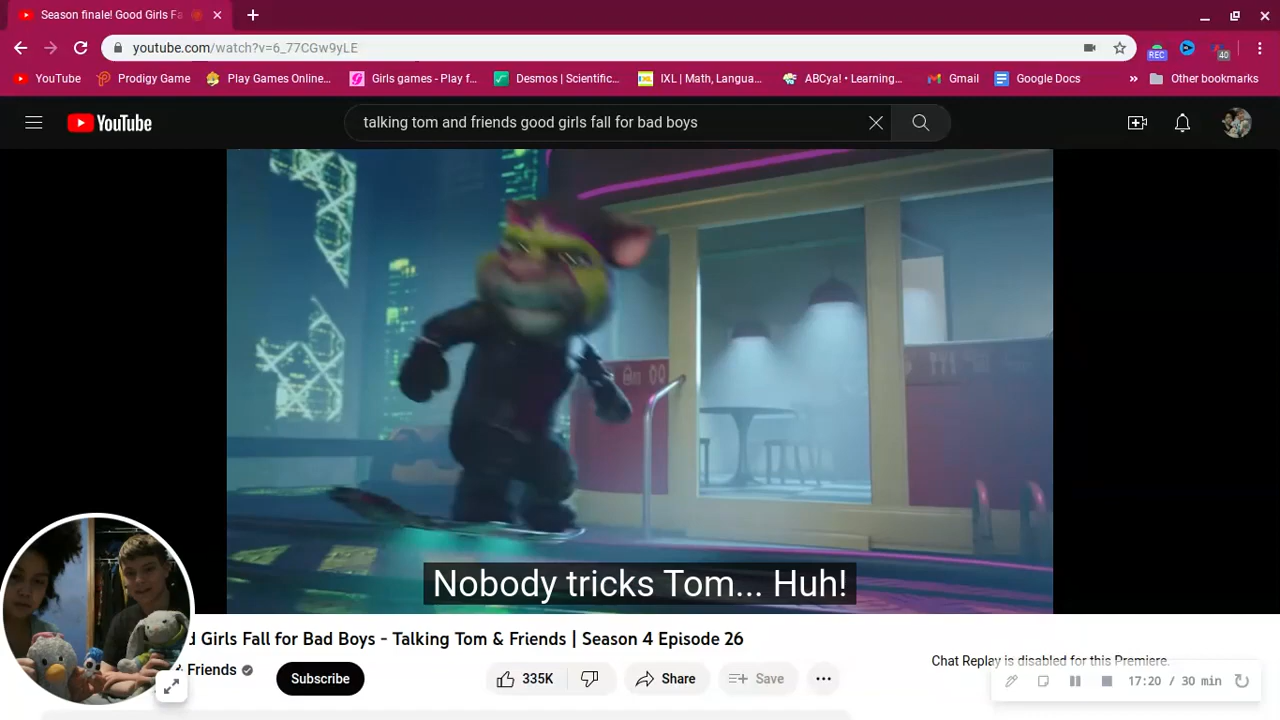 Season finale! Good Girls Fa
youtube.com/watch?v=6_77CGw9yLE
REC
40
YouTube
Prodigy Game
Play Games Online...
Girls games - Play f...
Desmos | Scientific...
IXL | Math, Langua...
ABCya! • Learning...
Gmail
Google Docs
»
Other bookmarks
YouTube
talking tom and friends good girls fall for bad boys
Nobody tricks Tom... Huh!
d Girls Fall for Bad Boys - Talking Tom & Friends | Season 4 Episode 26
Friends
Subscribe
335K
Share
Save
Chat Replay is disabled for this Premiere.
17:20 / 30 min